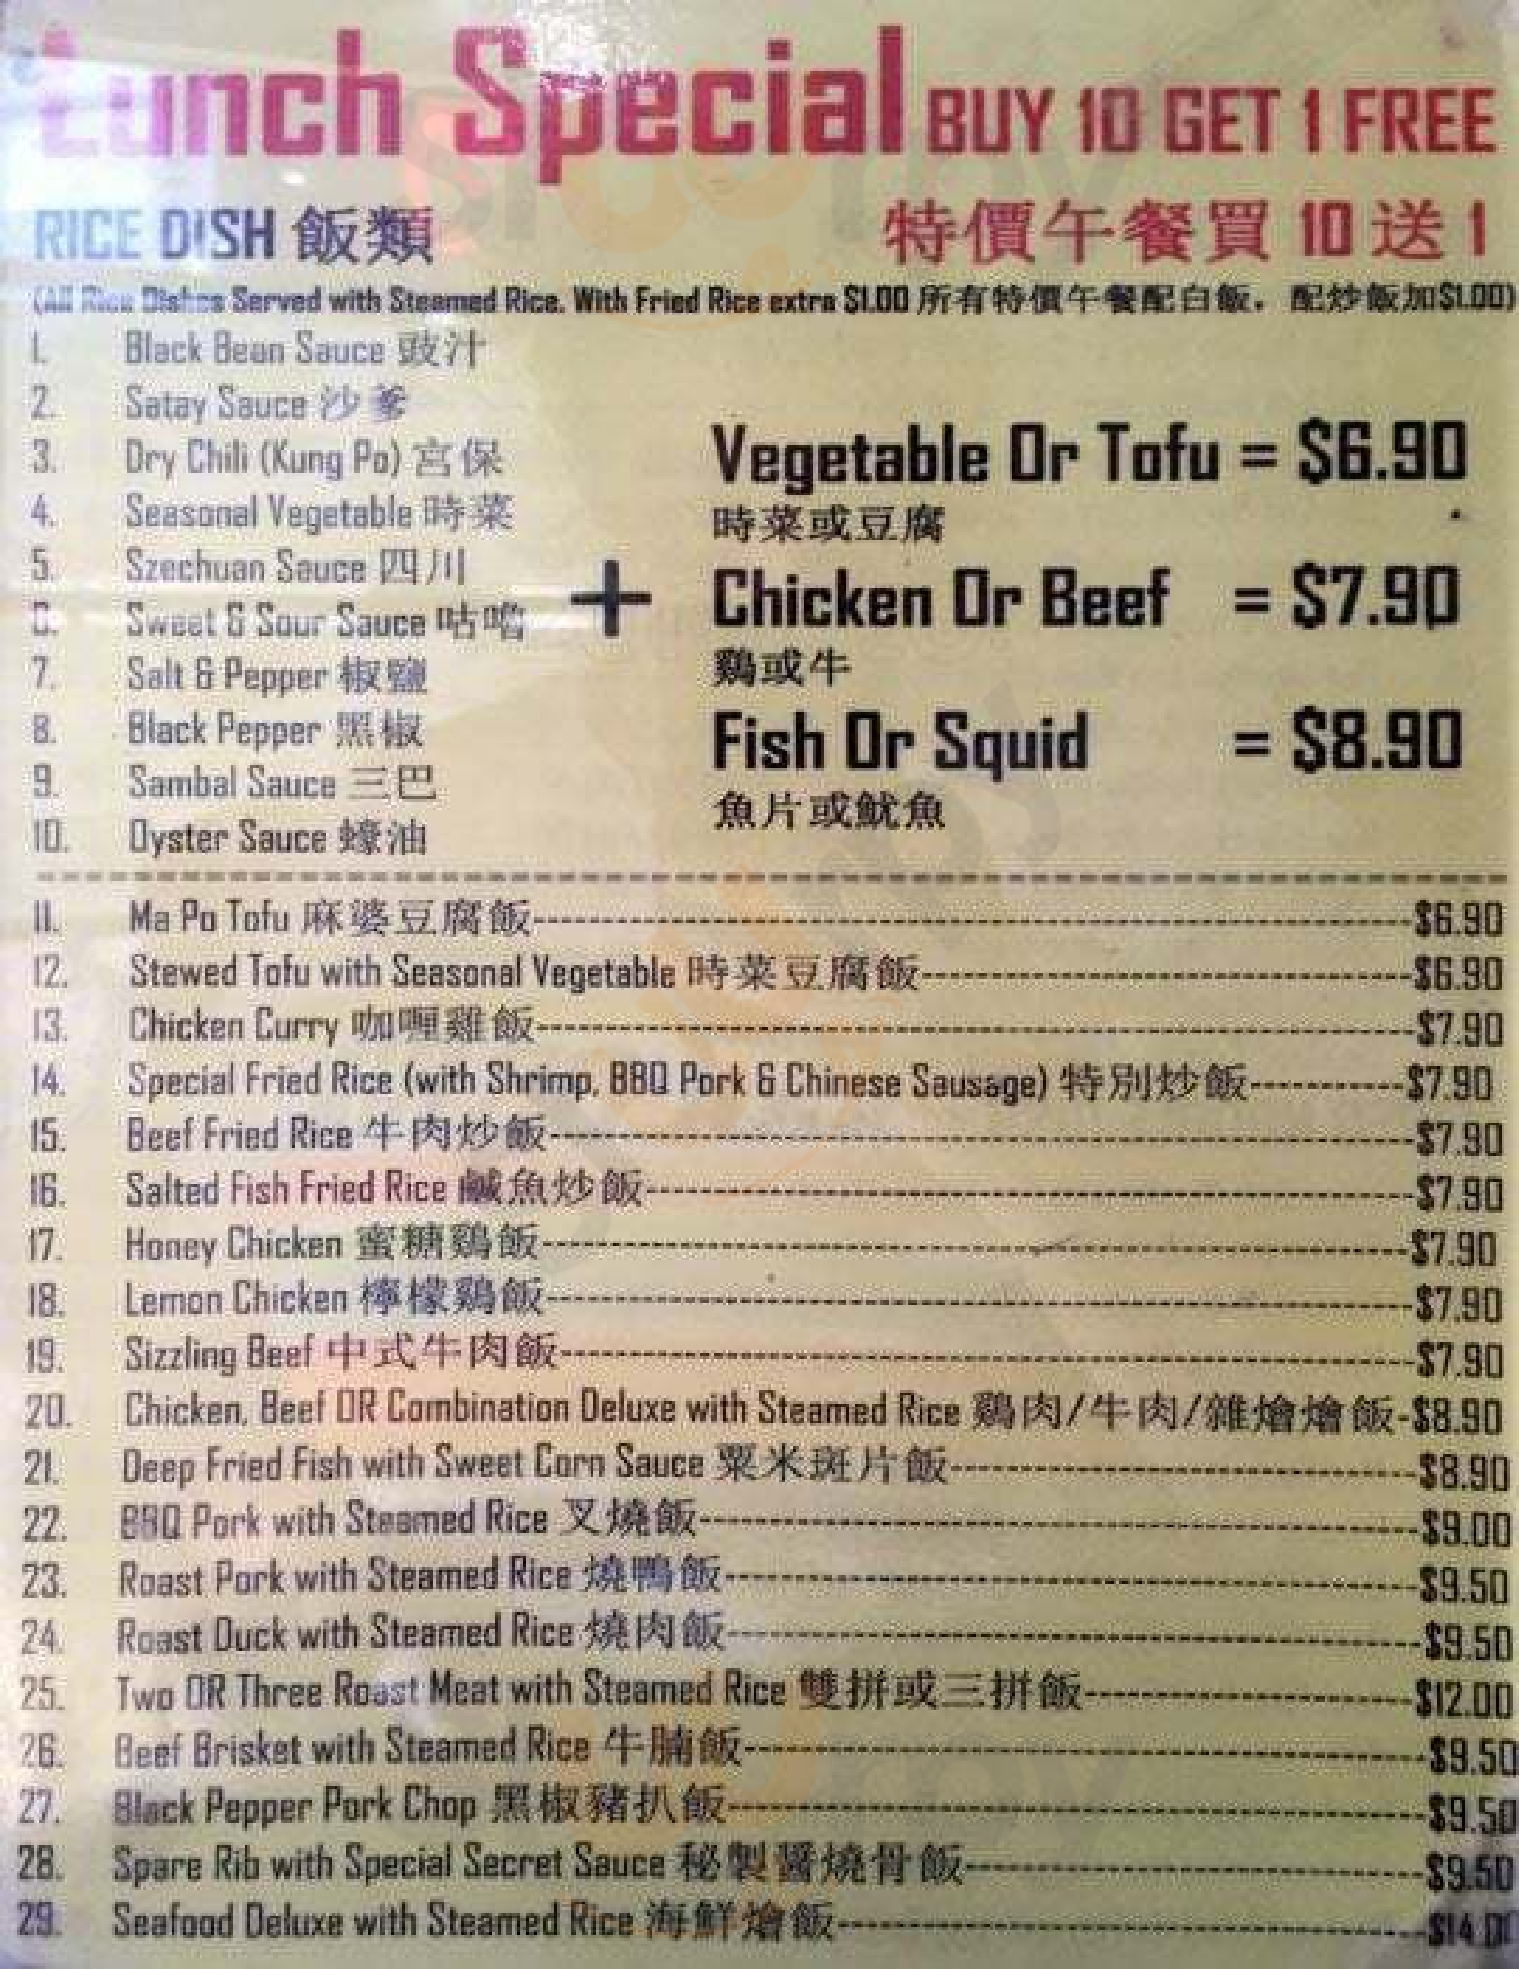 Lunch Special BUY 10 GET 1 FREE
RICE DISH 飯類 特價午餐買 10 送 1
(All Rice Dishes Served with Steamed Rice. With Fried Rice extra $1.00 所有特價午餐配白飯，配炒飯加$1.00)
1. Black Bean Sauce 豉汁
2. Satay Sauce 沙爹
3. Dry Chili (Kung Po) 宮保
4. Seasonal Vegetable 時菜
5. Szechuan Sauce 四川
6. Sweet & Sour Sauce 咕嚕
7. Salt & Pepper 椒鹽
8. Black Pepper 黑椒
9. Sambal Sauce 三巴
10. Oyster Sauce 蠔油
+
Vegetable Or Tofu = $6.90
時菜或豆腐
Chicken Or Beef = $7.90
鷄或牛
Fish Or Squid = $8.90
魚片或魷魚
11. Ma Po Tofu 麻婆豆腐飯 $6.90
12. Stewed Tofu with Seasonal Vegetable 時菜豆腐飯 $6.90
13. Chicken Curry 咖喱雞飯 $7.90
14. Special Fried Rice (with Shrimp, BBQ Pork & Chinese Sausage) 特別炒飯 $7.90
15. Beef Fried Rice 牛肉炒飯 $7.90
16. Salted Fish Fried Rice 鹹魚炒飯 $7.90
17. Honey Chicken 蜜糖鷄飯 $7.90
18. Lemon Chicken 檸檬鷄飯 $7.90
19. Sizzling Beef 中式牛肉飯 $7.90
20. Chicken, Beef OR Combination Deluxe with Steamed Rice 鷄肉/牛肉/雜燴燴飯 $8.90
21. Deep Fried Fish with Sweet Corn Sauce 粟米斑片飯 $8.90
22. BBQ Pork with Steamed Rice 叉燒飯 $9.00
23. Roast Pork with Steamed Rice 燒鴨飯 $9.50
24. Roast Duck with Steamed Rice 燒肉飯 $9.50
25. Two OR Three Roast Meat with Steamed Rice 雙拼或三拼飯 $12.00
26. Beef Brisket with Steamed Rice 牛腩飯 $9.50
27. Black Pepper Pork Chop 黑椒豬扒飯 $9.50
28. Spare Rib with Special Secret Sauce 秘製醬燒骨飯 $9.50
29. Seafood Deluxe with Steamed Rice 海鮮燴飯 $14.00